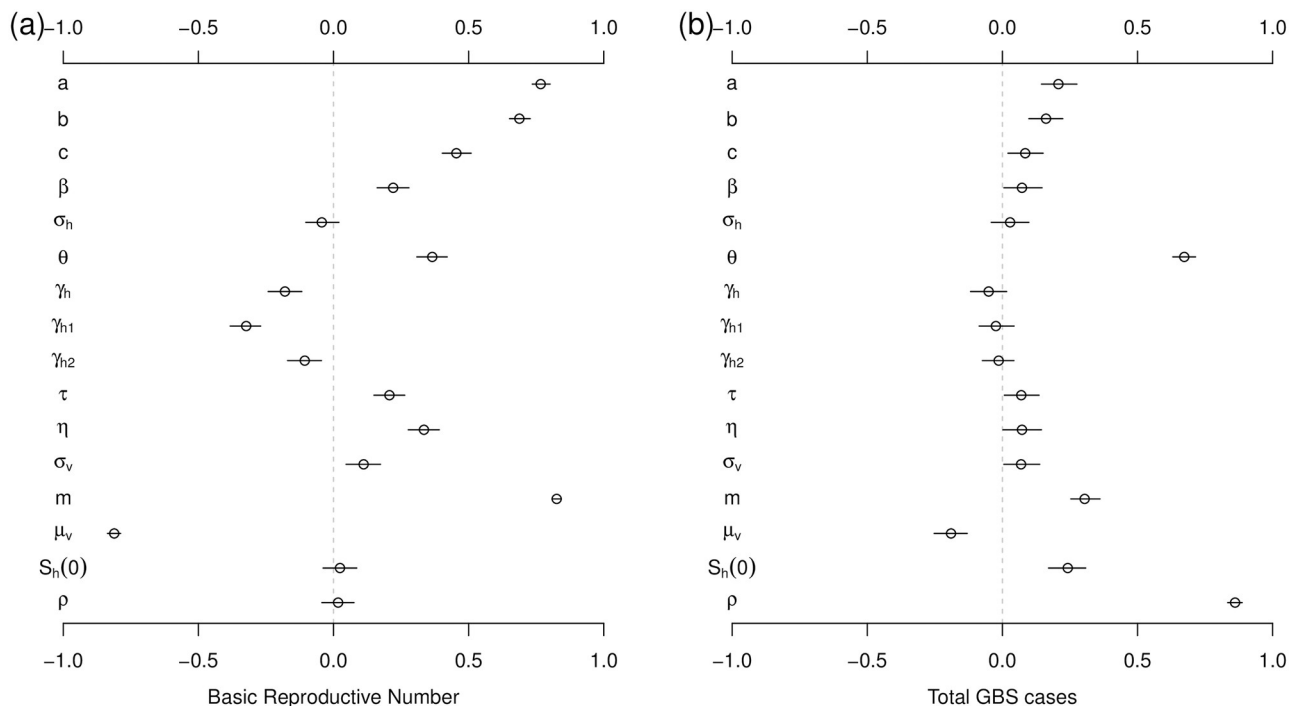 (a) −1.0 −0.5 0.0 0.5 1.0
a
b
c
β
σh
θ
γh
γh1
γh2
τ
η
σv
m
μv
Sh(0)
ρ
−1.0 −0.5 0.0 0.5 1.0
Basic Reproductive Number
(b) −1.0 −0.5 0.0 0.5 1.0
a
b
c
β
σh
θ
γh
γh1
γh2
τ
η
σv
m
μv
Sh(0)
ρ
−1.0 −0.5 0.0 0.5 1.0
Total GBS cases